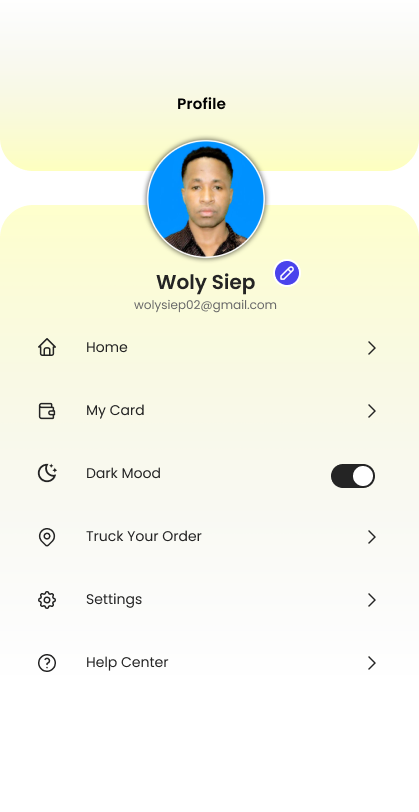 Profile
Woly Siep
wolysiep02@gmail.com
Home
My Card
Dark Mood
Truck Your Order
Settings
Help Center